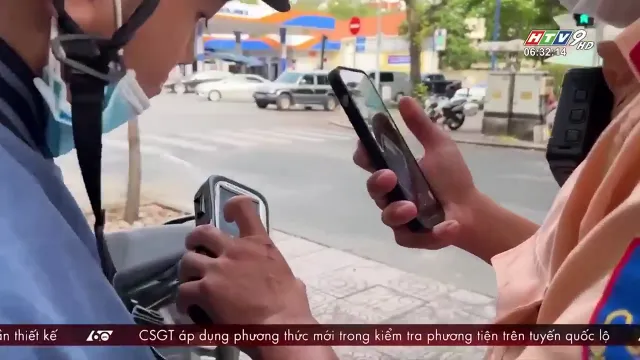 HTV9 HD
06:32:14
ần thiết kế
60 CSGT áp dụng phương thức mới trong kiểm tra phương tiện trên tuyến quốc lộ